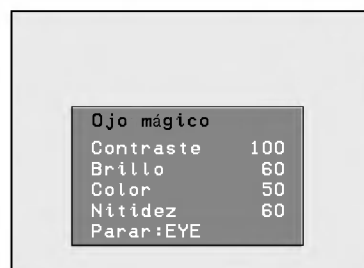 Ojo mágico
Contraste 100
Brillo 60
Color 50
Nitidez 60
Parar:EYE